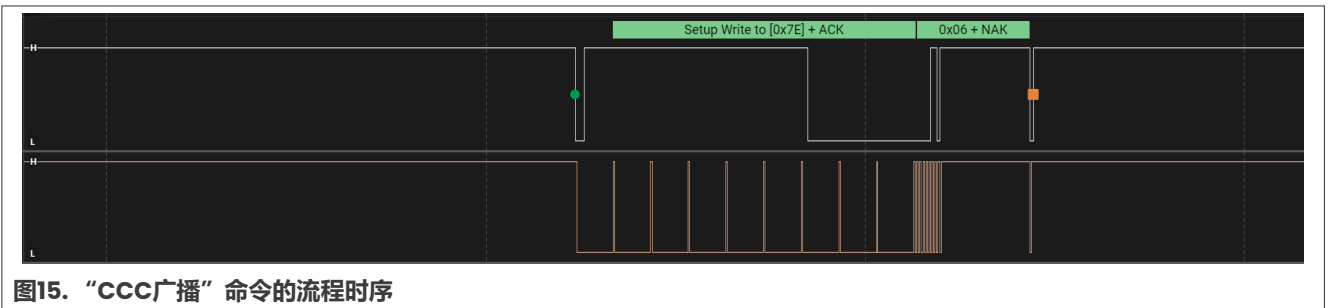 Setup Write to [0x7E] + ACK
0x06 + NAK
H
L
H
L
图15. “CCC广播”命令的流程时序